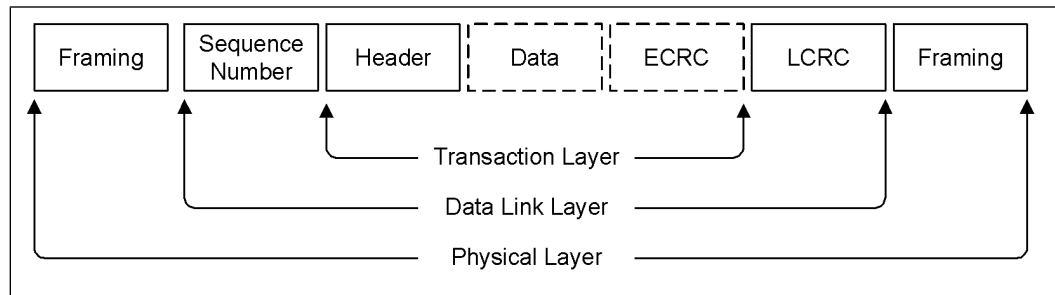 Framing
Sequence
Number
Header
Data
ECRC
LCRC
Framing
Transaction Layer
Data Link Layer
Physical Layer